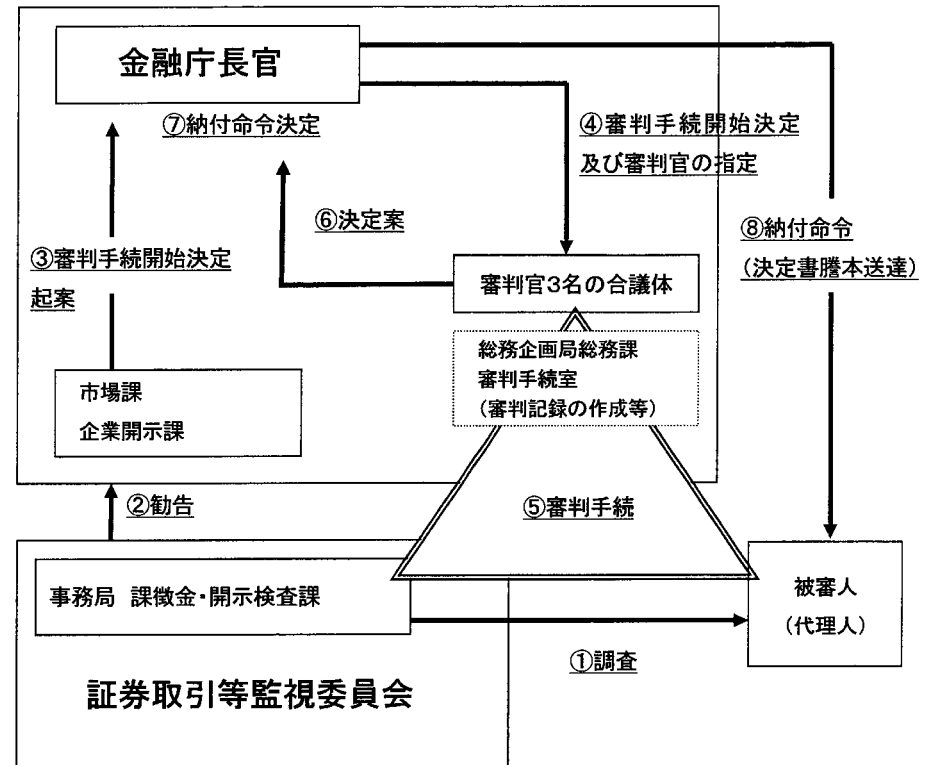 金融庁長官
⑦納付命令決定
④審判手続開始決定
及び審判官の指定
⑥決定案
⑧納付命令
(決定書謄本送達)
③審判手続開始決定
起案
審判官3名の合議体
総務企画局総務課
審判手続室
(審判記録の作成等)
市場課
企業開示課
②勧告
⑤審判手続
事務局 課徴金・開示検査課
被審人
(代理人)
①調査
証券取引等監視委員会